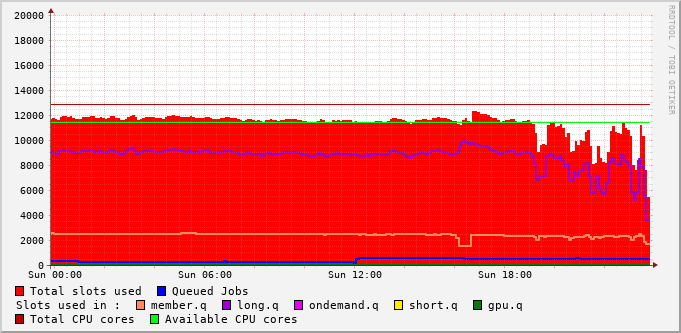 20000
18000
16000
14000
12000
10000
8000
6000
4000
2000
0
Sun 00:00 Sun 06:00 Sun 12:00 Sun 18:00
RRDTOOL / TOBI OETIKER
Total slots used Queued Jobs
Slots used in : member.q long.q ondemand.q short.q gpu.q
Total CPU cores Available CPU cores